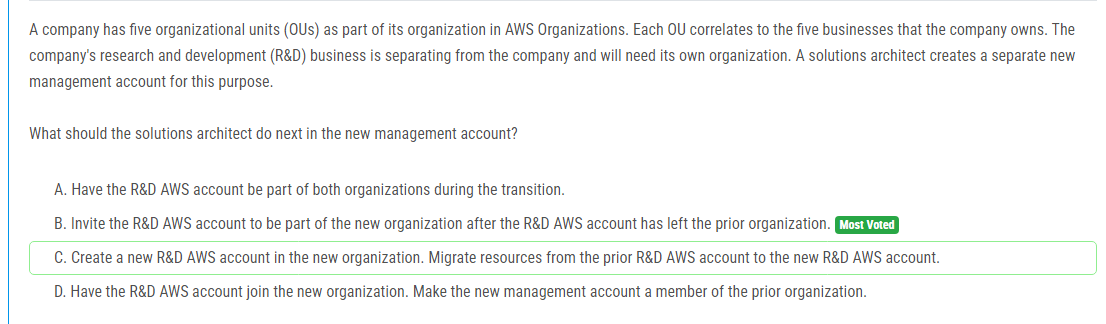 A company has five organizational units (OUs) as part of its organization in AWS Organizations. Each OU correlates to the five businesses that the company owns. The
company's research and development (R&D) business is separating from the company and will need its own organization. A solutions architect creates a separate new
management account for this purpose.
What should the solutions architect do next in the new management account?
A. Have the R&D AWS account be part of both organizations during the transition.
B. Invite the R&D AWS account to be part of the new organization after the R&D AWS account has left the prior organization. Most Voted
C. Create a new R&D AWS account in the new organization. Migrate resources from the prior R&D AWS account to the new R&D AWS account.
D. Have the R&D AWS account join the new organization. Make the new management account a member of the prior organization.